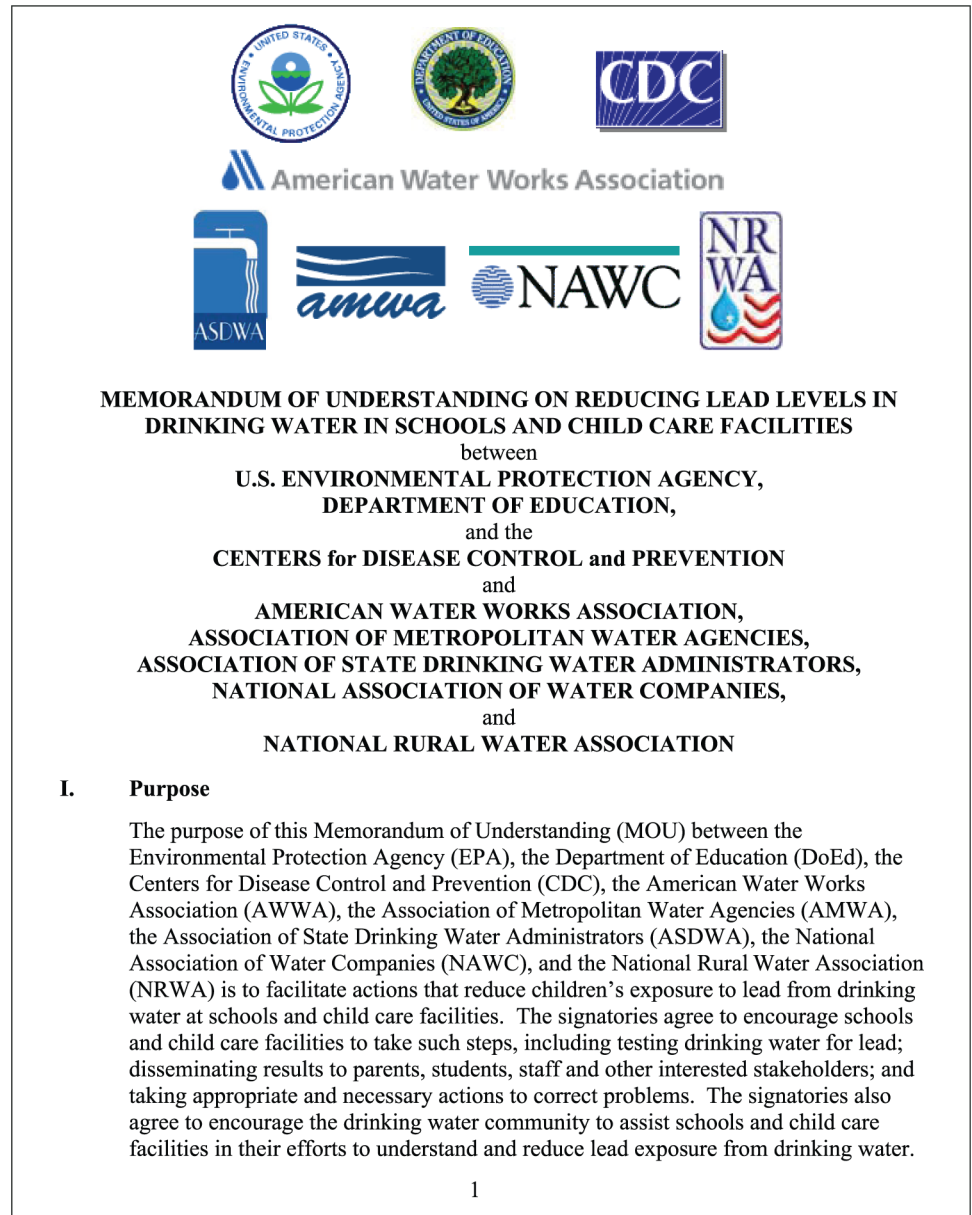 UNITED STATES
ENVIRONMENTAL PROTECTION AGENCY
DEPARTMENT OF EDUCATION
UNITED STATES OF AMERICA
CDC
American Water Works Association
ASDWA
amwa
NAWC
NR
WA
MEMORANDUM OF UNDERSTANDING ON REDUCING LEAD LEVELS IN
DRINKING WATER IN SCHOOLS AND CHILD CARE FACILITIES
between
U.S. ENVIRONMENTAL PROTECTION AGENCY,
DEPARTMENT OF EDUCATION,
and the
CENTERS for DISEASE CONTROL and PREVENTION
and
AMERICAN WATER WORKS ASSOCIATION,
ASSOCIATION OF METROPOLITAN WATER AGENCIES,
ASSOCIATION OF STATE DRINKING WATER ADMINISTRATORS,
NATIONAL ASSOCIATION OF WATER COMPANIES,
and
NATIONAL RURAL WATER ASSOCIATION
I. Purpose
The purpose of this Memorandum of Understanding (MOU) between the
Environmental Protection Agency (EPA), the Department of Education (DoEd), the
Centers for Disease Control and Prevention (CDC), the American Water Works
Association (AWWA), the Association of Metropolitan Water Agencies (AMWA),
the Association of State Drinking Water Administrators (ASDWA), the National
Association of Water Companies (NAWC), and the National Rural Water Association
(NRWA) is to facilitate actions that reduce children's exposure to lead from drinking
water at schools and child care facilities.  The signatories agree to encourage schools
and child care facilities to take such steps, including testing drinking water for lead;
disseminating results to parents, students, staff and other interested stakeholders; and
taking appropriate and necessary actions to correct problems.  The signatories also
agree to encourage the drinking water community to assist schools and child care
facilities in their efforts to understand and reduce lead exposure from drinking water.
1